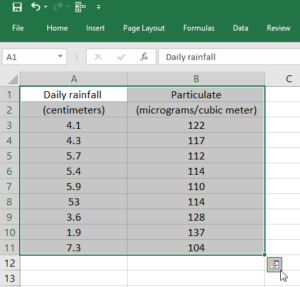 File Home Insert Page Layout Formulas Data Review
A1 fx Daily rainfall
A B C
1 Daily rainfall Particulate
2 (centimeters) (micrograms/cubic meter)
3 4.1 122
4 4.3 117
5 5.7 112
6 5.4 114
7 5.9 110
8 53 114
9 3.6 128
10 1.9 137
11 7.3 104
12
13